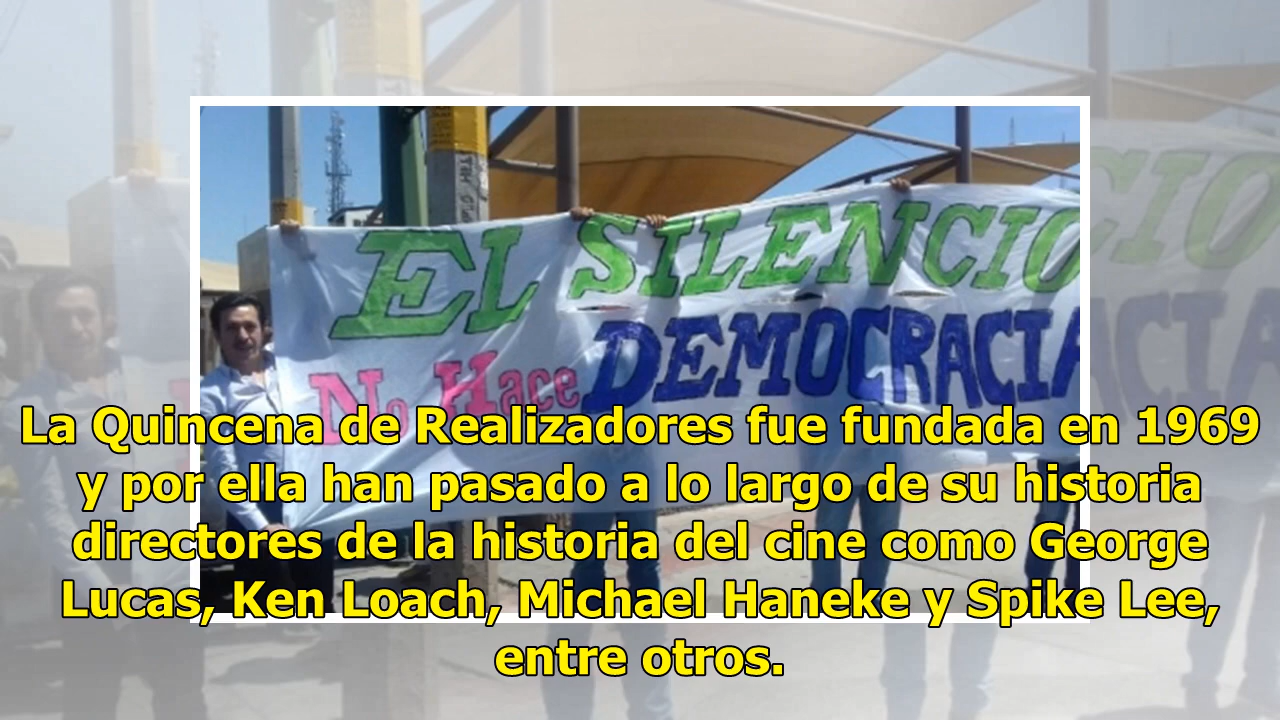 EL SILENCIO
No Hace DEMOCRACIA
La Quincena de Realizadores fue fundada en 1969
y por ella han pasado a lo largo de su historia
directores de la historia del cine como George
Lucas, Ken Loach, Michael Haneke y Spike Lee,
entre otros.